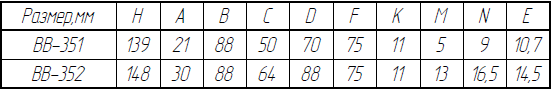 Размер,мм H A B C D F K M N E
ВВ-351 139 21 88 50 70 75 11 5 9 10,7
ВВ-352 148 30 88 64 88 75 11 13 16,5 14,5